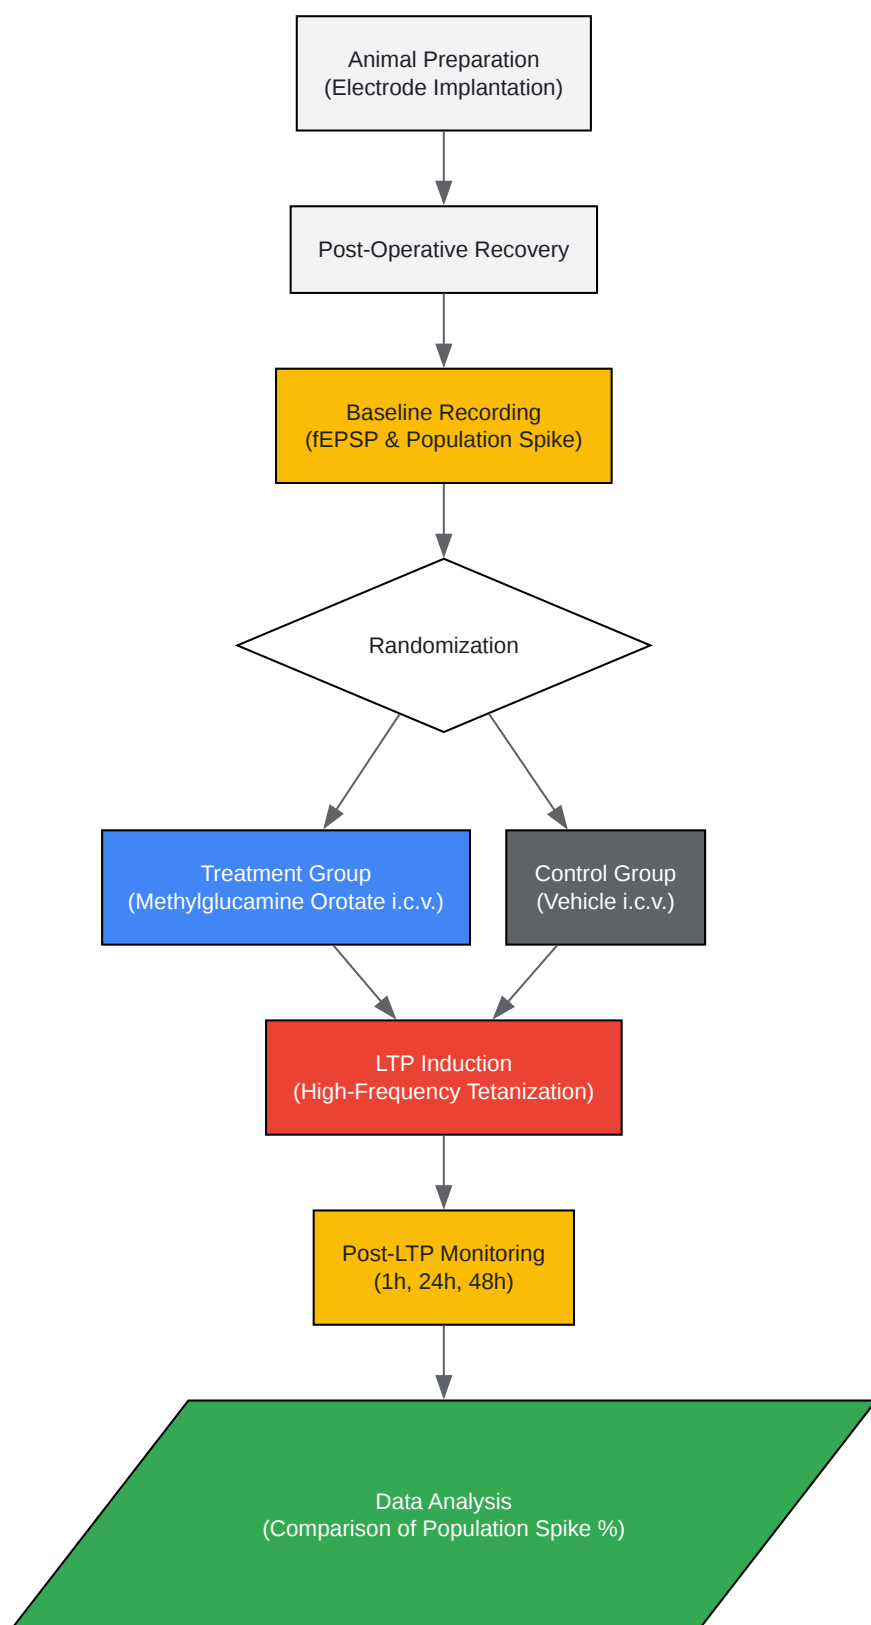 Animal Preparation
(Electrode Implantation)
Post-Operative Recovery
Baseline Recording
(fEPSP & Population Spike)
Randomization
Treatment Group
(Methylglucamine Orotate i.c.v.)
Control Group
(Vehicle i.c.v.)
LTP Induction
(High-Frequency Tetanization)
Post-LTP Monitoring
(1h, 24h, 48h)
Data Analysis
(Comparison of Population Spike %)